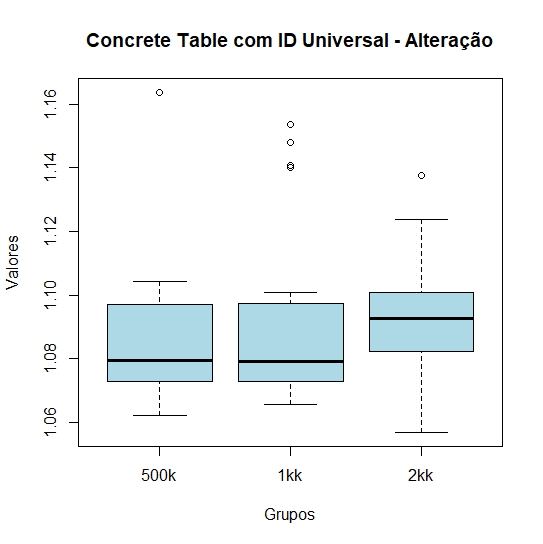 Concrete Table com ID Universal - Alteração
Valores
1.16
1.14
1.12
1.10
1.08
1.06
500k
1kk
2kk
Grupos